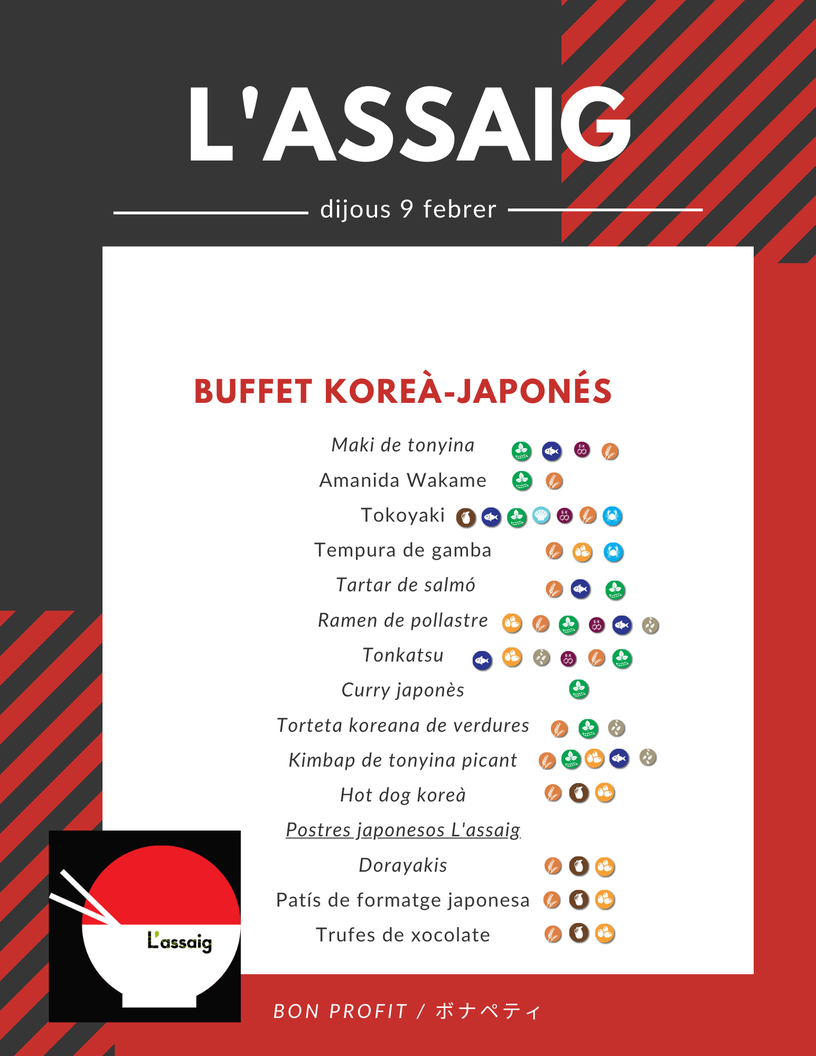 L'ASSAIG
dijous 9 febrer
BUFFET KOREÀ-JAPONÉS
Maki de tonyina
Amanida Wakame
Tokoyaki
Tempura de gamba
Tartar de salmó
Ramen de pollastre
Tonkatsu
Curry japonès
Torteta koreana de verdures
Kimbap de tonyina picant
Hot dog koreà
Postres japonesos L'assaig
Dorayakis
Patís de formatge japonesa
Trufes de xocolate
L'assaig
BON PROFIT / ボナペティ